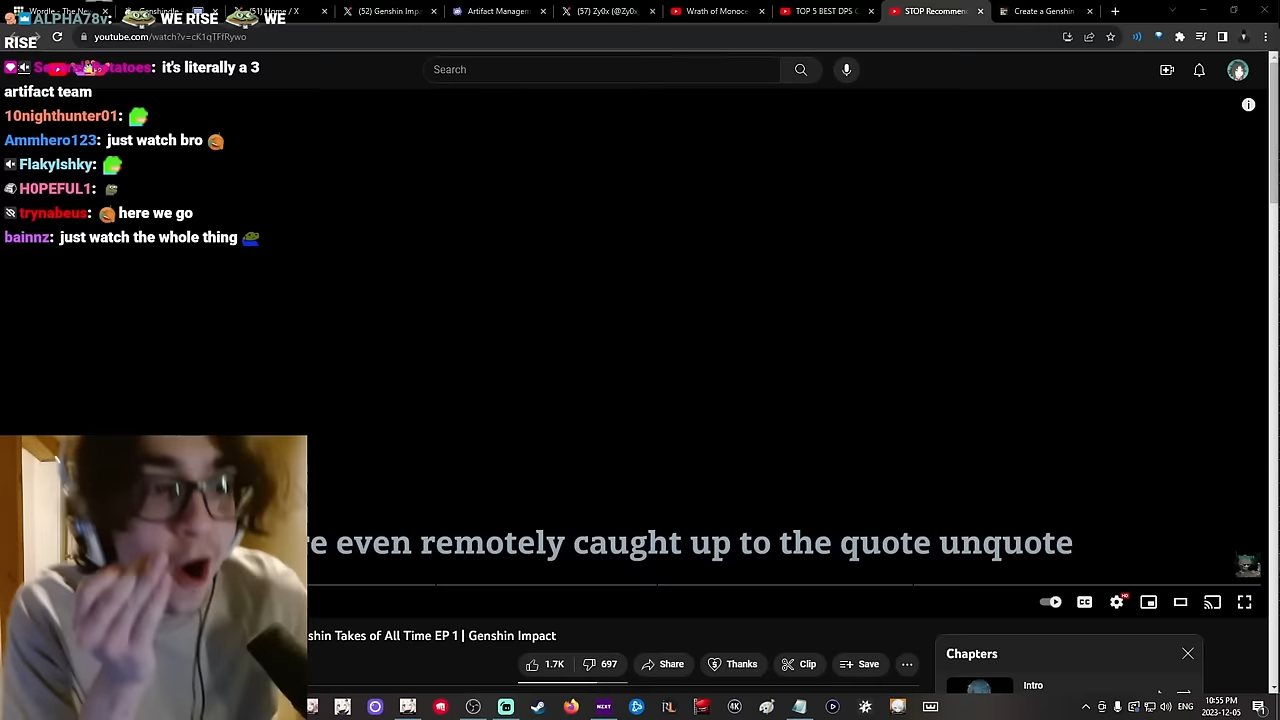 (51) Home / X
(52) Genshin Imp
Artifact Managem
(57) Zy0x (@Zy0x_
Wrath of Monoce
TOP 5 BEST DPS C
STOP Recommen
Create a Genshin
youtube.com/watch?v=cK1qTFfRywo
ALPHA78v: WE RISE WE
RISE
Search
it's literally a 3
artifact team
10nighthunter01:
Ammhero123: just watch bro
FlakyIshky:
H0PEFUL1:
trynabeus: here we go
bainnz: just watch the whole thing
even remotely caught up to the quote unquote
shin Takes of All Time EP 1 | Genshin Impact
1.7K
697
Share
Thanks
Clip
Save
Chapters
Intro
ENG
10:55 PM
2023-12-05